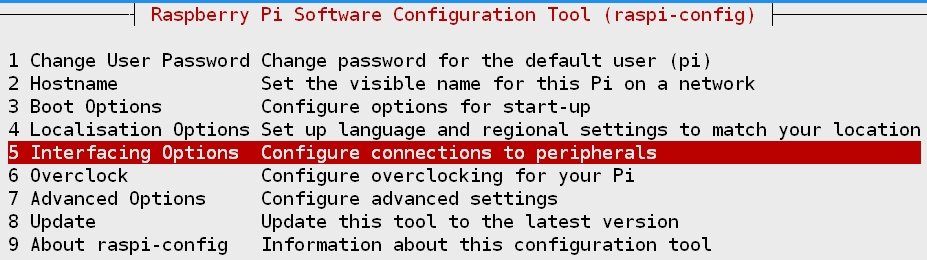 Raspberry Pi Software Configuration Tool (raspi-config)
1 Change User Password Change password for the default user (pi)
2 Hostname Set the visible name for this Pi on a network
3 Boot Options Configure options for start-up
4 Localisation Options Set up language and regional settings to match your location
5 Interfacing Options Configure connections to peripherals
6 Overclock Configure overclocking for your Pi
7 Advanced Options Configure advanced settings
8 Update Update this tool to the latest version
9 About raspi-config Information about this configuration tool